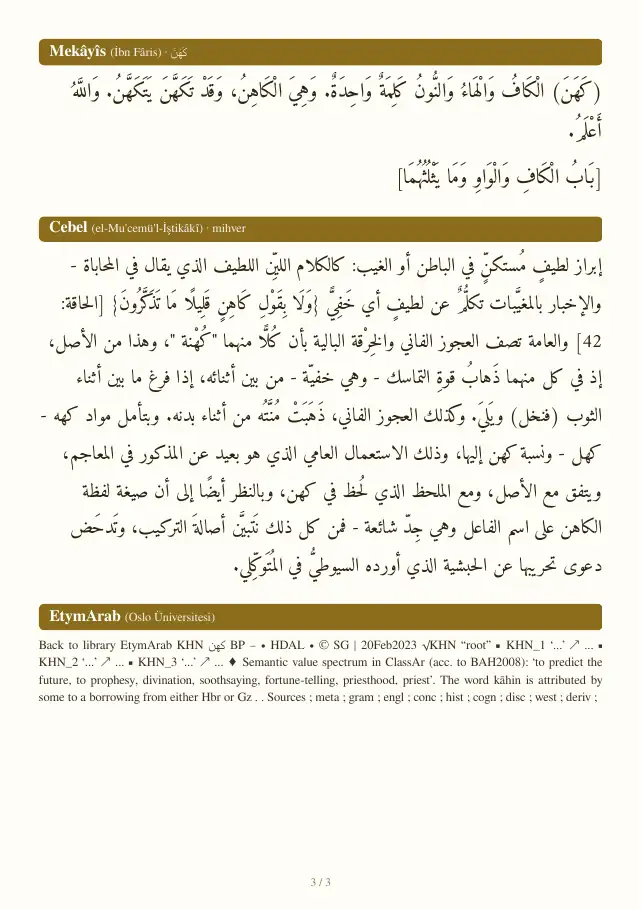 Mekâyîs (İbn Fâris) · كَهَنَ
(كَهَنَ) الْكَافُ وَالْهَاءُ وَالنُّونُ كَلِمَةٌ وَاحِدَةٌ. وَهِيَ الْكَاهِنُ، وَقَدْ تَكَهَّنَ يَتَكَهَّنُ. وَاللَّهُ
أَعْلَمُ.
[بَابُ الْكَافِ وَالْوَاوِ وَمَا يَثْلُثُهُمَا]
Cebel (el-Mu'cemü'l-İştikâkî) · mihver
إبراز لطيفٍ مُستكنٍّ في الباطن أو الغيب: كالكلام الليِّن اللطيف الذي يقال في المحاباة -
والإخبار بالمغيَّبات تكلُّمٌ عن لطيفٍ أي خَفِيٍّ {وَلَا بِقَوْلِ كَاهِنٍ قَلِيلًا مَا تَذَكَّرُونَ} [الحاقة:
42] والعامة تصف العجوز الفاني والخِرْقة البالية بأن كُلًّا منهما "كُهْنة "، وهذا من الأصل،
إذ في كل منهما ذَهابُ قوةِ التماسك - وهي خفيّة - من بين أثنائه، إذا فرغ ما بين أثناء
الثوب (فنخل) وبَلِيَ. وكذلك العجوز الفاني، ذَهَبَتْ مُنَّتُه من أثناء بدنه. وبتأمل مواد كهه -
كهل - ونسبة كهن إليها، وذلك الاستعمال العامي الذي هو بعيد عن المذكور في المعاجم،
ويتفق مع الأصل، ومع الملحظ الذي لُحظ في كهن، وبالنظر أيضًا إلى أن صيغة لفظة
الكاهن على اسم الفاعل وهي جِدّ شائعة - فمن كل ذلك نَتبيَّن أصالةَ التركيب، وتَدحَض
دعوى تحريبها عن الحبشية الذي أورده السيوطيُّ في المُتَوكِّلي.
EtymArab (Oslo Üniversitesi)
Back to library EtymArab KHN كهن BP – • HDAL • © SG | 20Feb2023 √KHN “root” ▪ KHN_1 ‘...’ ↗ ... ▪
KHN_2 ‘...’ ↗ ... ▪ KHN_3 ‘...’ ↗ ... ♦ Semantic value spectrum in ClassAr (acc. to BAH2008): ‘to predict the
future, to prophesy, divination, soothsaying, fortune-telling, priesthood, priest’. The word kāhin is attributed by
some to a borrowing from either Hbr or Gz . . Sources ; meta ; gram ; engl ; conc ; hist ; cogn ; disc ; west ; deriv ;
3 / 3